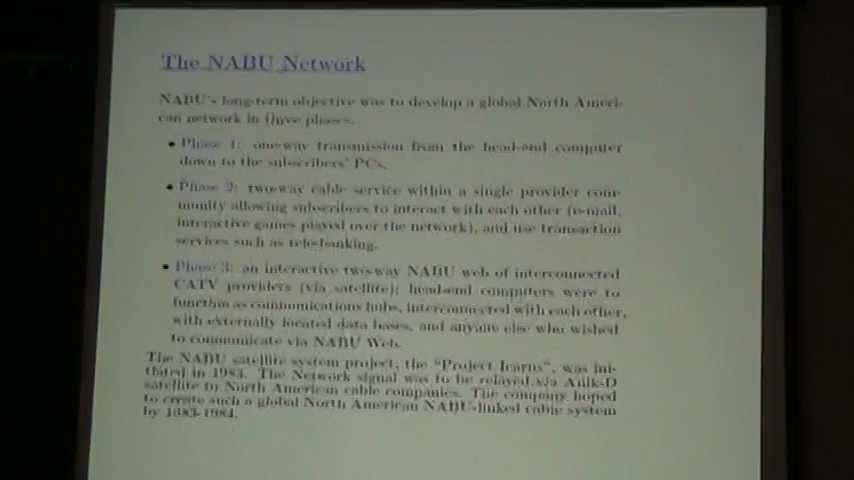 The NABU Network
NABU's long-term objective was to develop a global North Ameri-
can network in three phases.
• Phase 1: one-way transmission from the head-end computer
down to the subscribers' PCs.
• Phase 2: two-way cable service within a single provider com-
munity allowing subscribers to interact with each other (e-mail,
interactive games played over the network), and use transaction
services such as tele-banking.
• Phase 3: an interactive two-way NABU web of interconnected
CATV providers (via satellite); head-end computers were to
function as communications hubs, interconnected with each other,
with externally located data bases, and anyone else who wished
to communicate via NABU Web.
The NABU satellite system project, the "Project Icarus", was ini-
tiated in 1983. The Network signal was to be relayed via Anik-D
satellite to North American cable companies. The company hoped
to create such a global North American NABU-linked cable system
by 1983-1984.